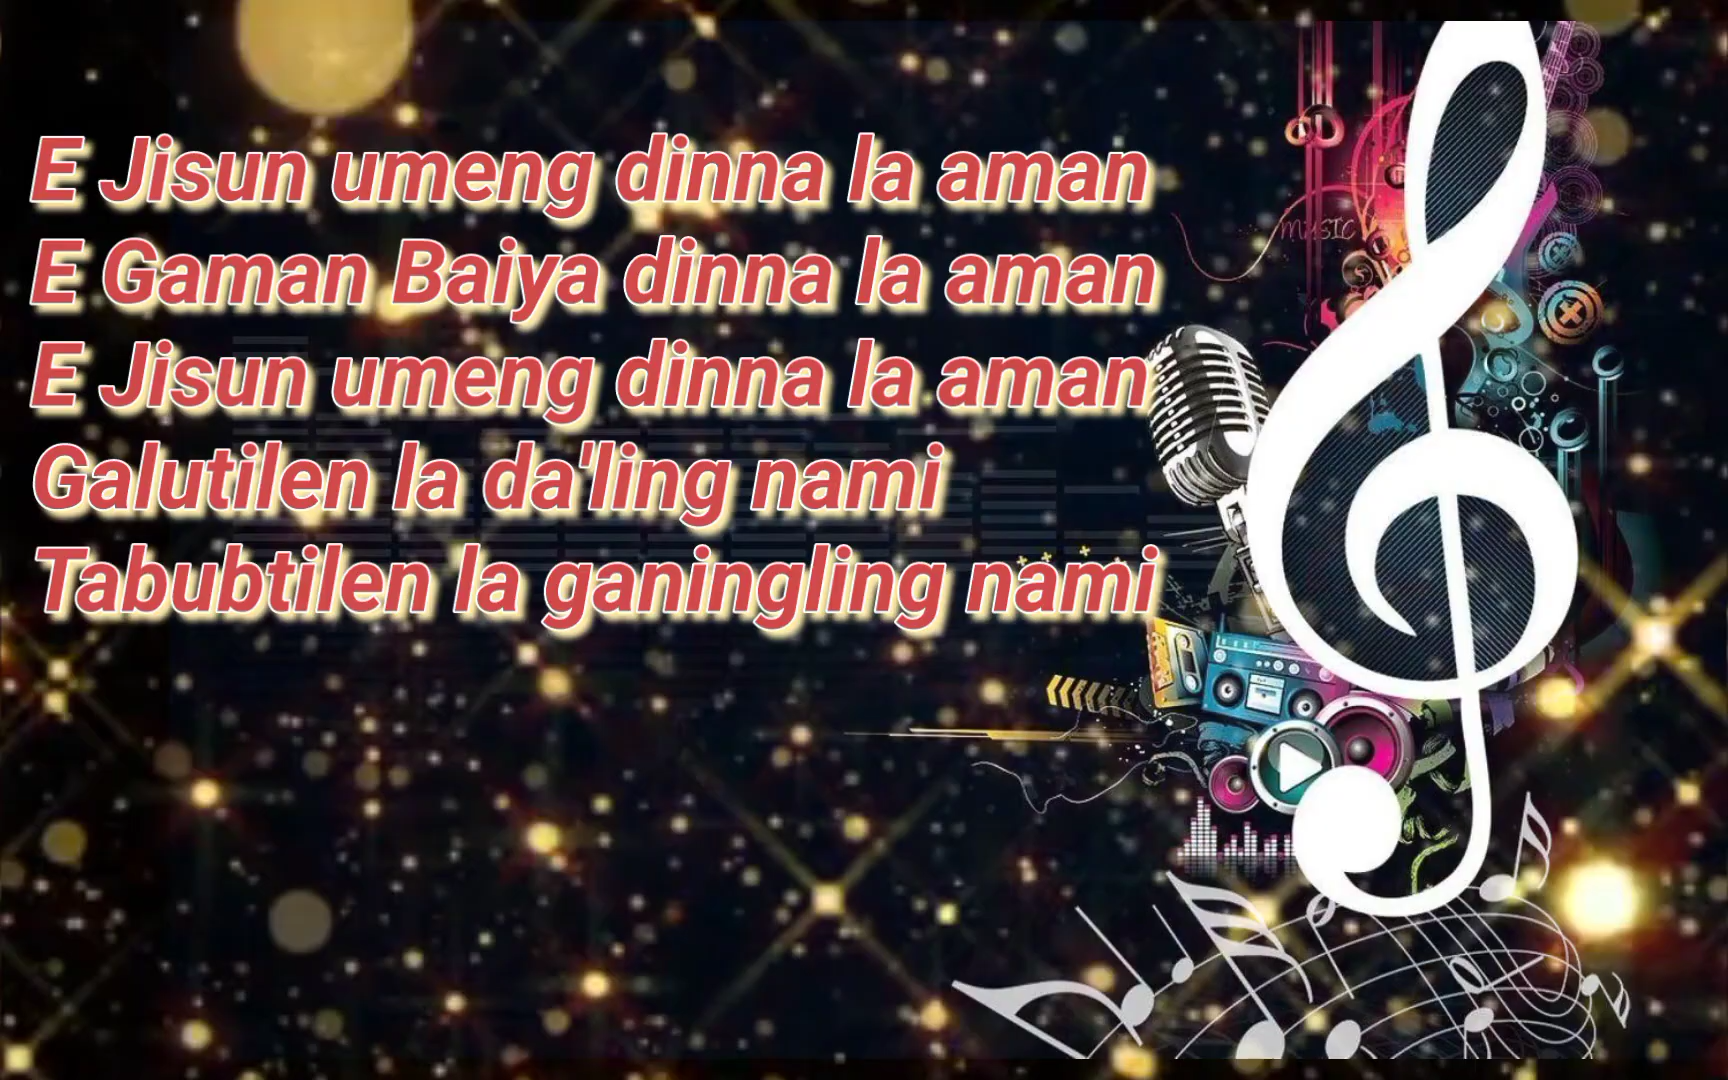 E Jisun umeng dinna la aman
E Gaman Baiya dinna la aman
E Jisun umeng dinna la aman
Galutilen la da'ling nami
Tabubtilen la ganingling nami
MUSIC